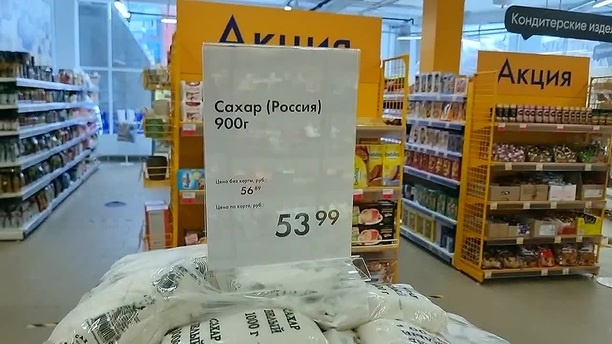 Акция
Кондитерские издел
Акция
Сахар (Россия)
900г
Цена без карты, руб.:
56 89
Цена по карте, руб.:
53 99
САХАР
1000 г
САХАР